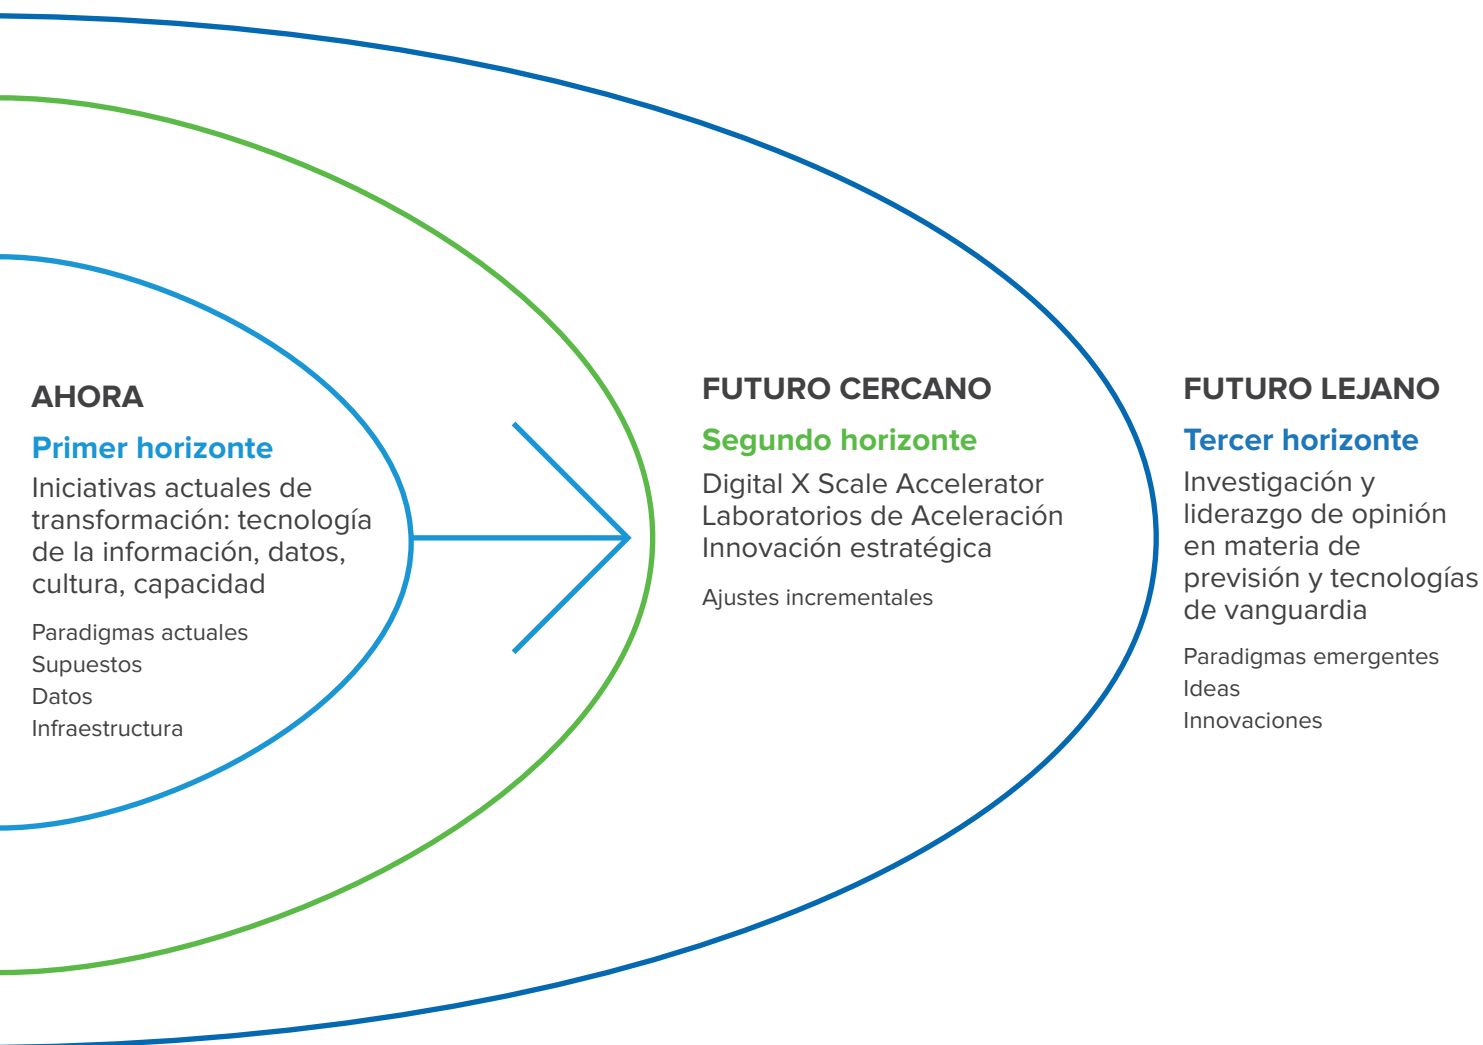 AHORA
Primer horizonte
Iniciativas actuales de
transformación: tecnología
de la información, datos,
cultura, capacidad
Paradigmas actuales
Supuestos
Datos
Infraestructura
FUTURO CERCANO
Segundo horizonte
Digital X Scale Accelerator
Laboratorios de Aceleración
Innovación estratégica
Ajustes incrementales
FUTURO LEJANO
Tercer horizonte
Investigación y
liderazgo de opinión
en materia de
previsión y tecnologías
de vanguardia
Paradigmas emergentes
Ideas
Innovaciones